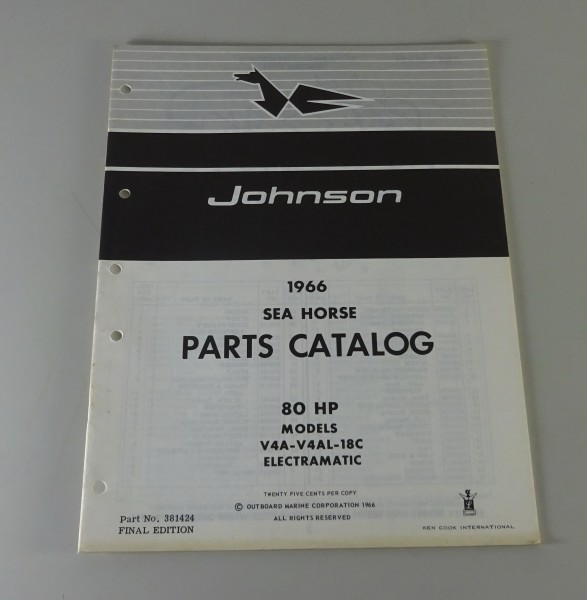 Johnson
1966
SEA HORSE
PARTS CATALOG
80 HP
MODELS
V4A-V4AL-18C
ELECTRAMATIC
TWENTY FIVE CENTS PER COPY
© OUTBOARD MARINE CORPORATION 1966
ALL RIGHTS RESERVED
Part No. 381424
FINAL EDITION
KEN COOK INTERNATIONAL